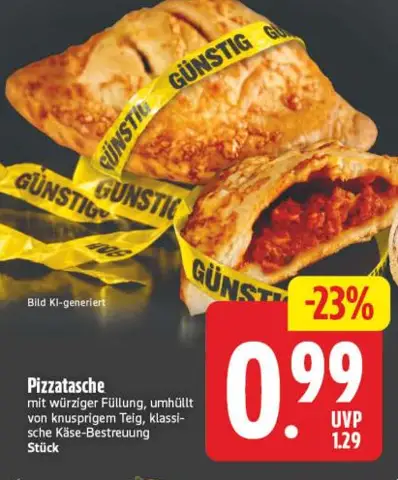 GÜNSTIG
GÜNSTIG
GÜNSTIG
GÜNSTIG
GÜNSTIG
Bild KI-generiert
-23%
0.99
UVP
1.29
Pizzatasche
mit würziger Füllung, umhüllt
von knusprigem Teig, klassi-
sche Käse-Bestreuung
Stück